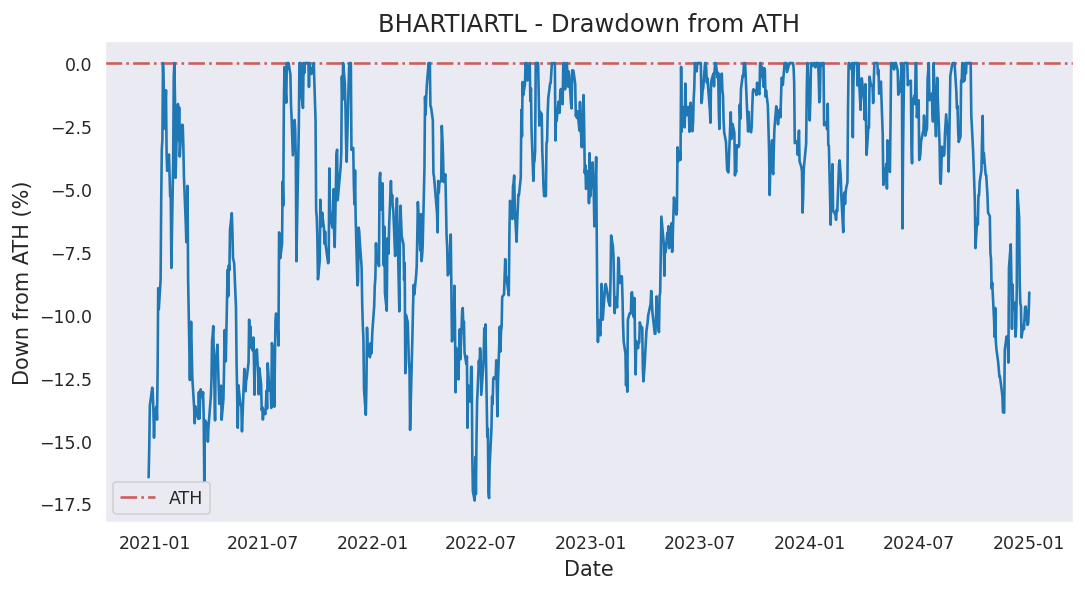 BHARTIARTL - Drawdown from ATH
Down from ATH (%)
0.0
−2.5
−5.0
−7.5
−10.0
−12.5
−15.0
−17.5
ATH
2021-01 2021-07 2022-01 2022-07 2023-01 2023-07 2024-01 2024-07 2025-01
Date